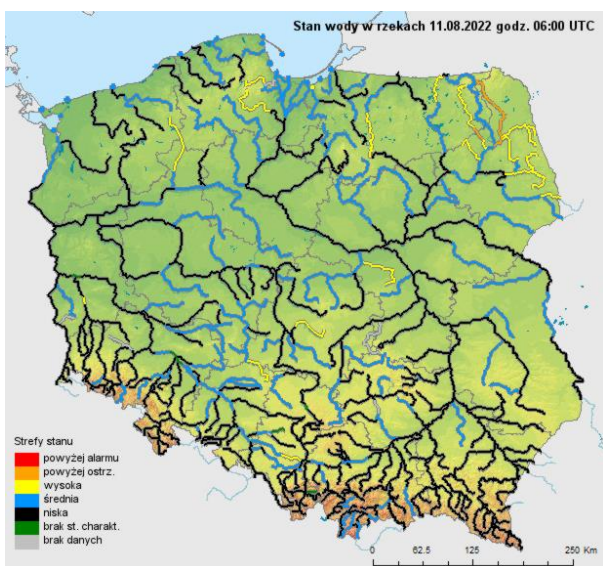 Stan wody w rzekach 11.08.2022 godz. 06:00 UTC
Strefy stanu
powyżej alarmu
powyżej ostrz.
wysoka
średnia
niska
brak st. charakt.
brak danych
0 62.5 125 250 Km